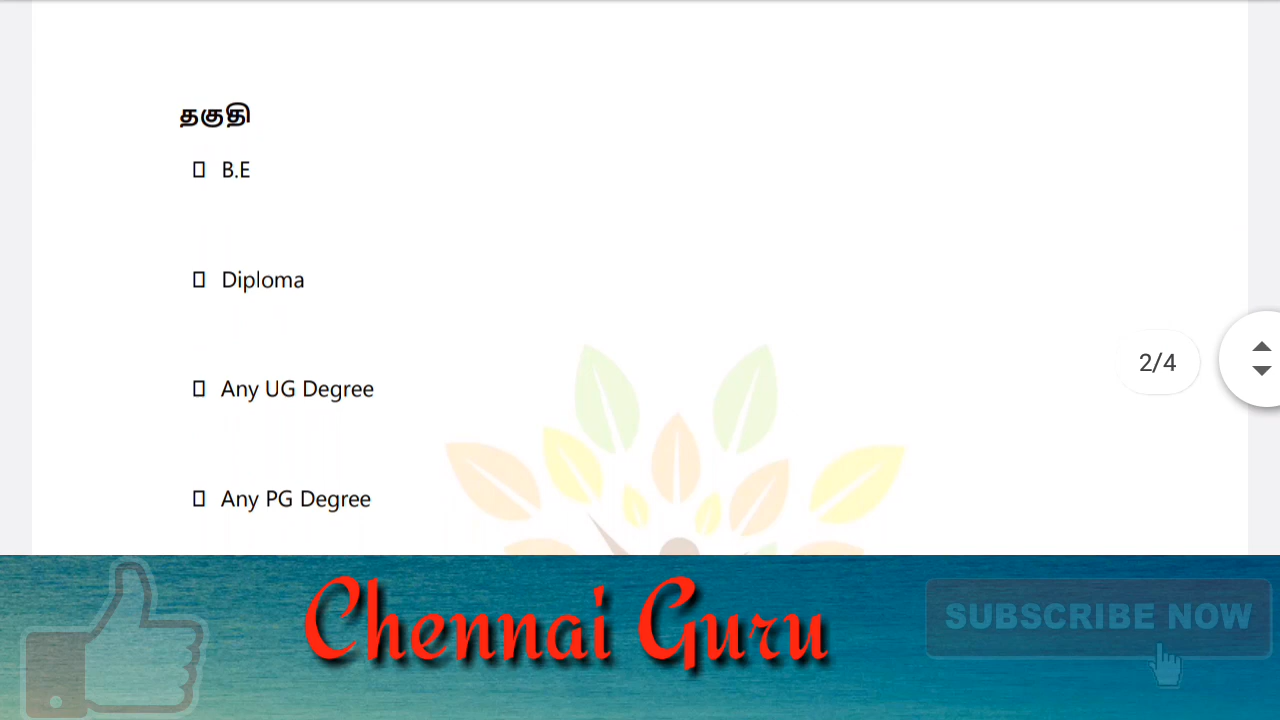 தகுதி
B.E
Diploma
Any UG Degree
Any PG Degree
2/4
Chennai Guru
SUBSCRIBE NOW